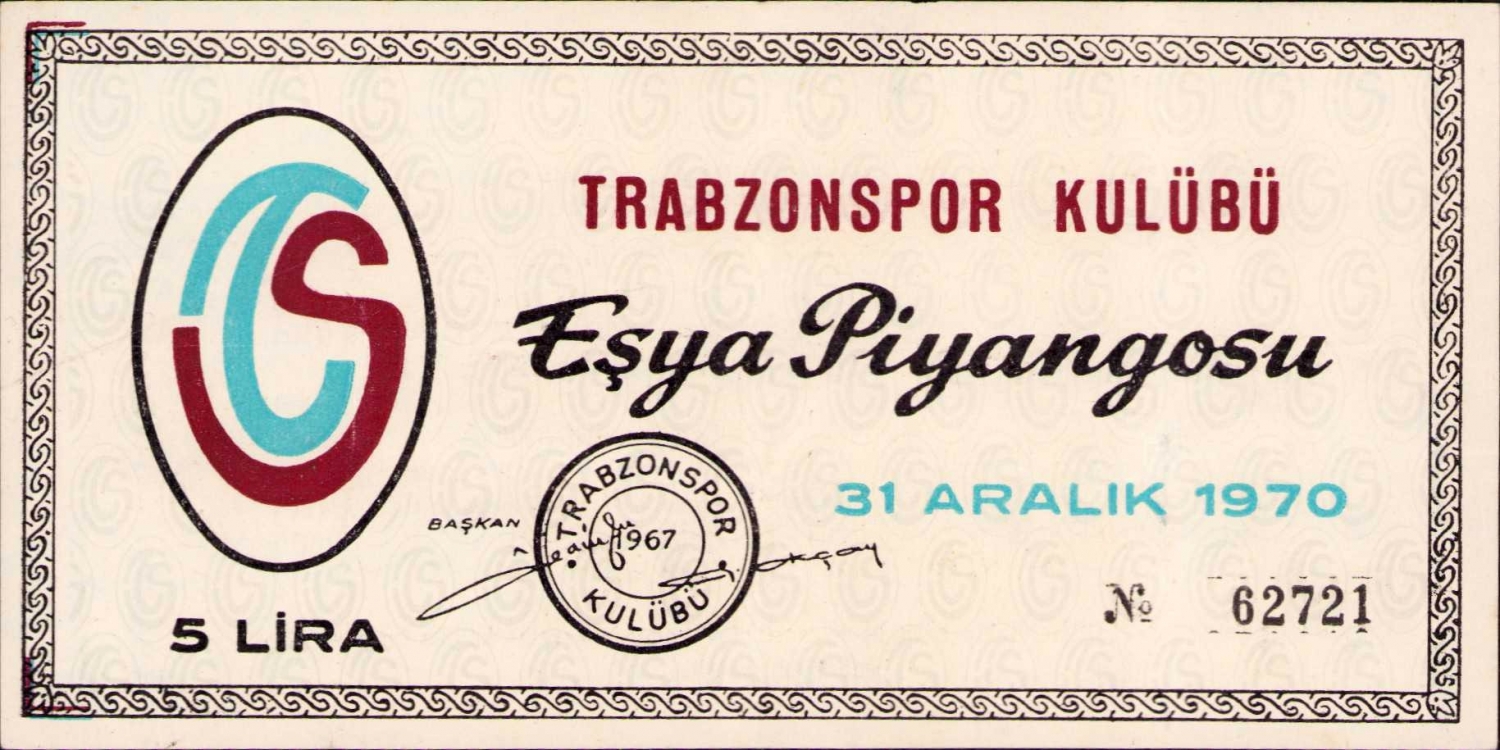 TRABZONSPOR KULÜBÜ
Eşya Piyangosu
31 ARALIK 1970
BAŞKAN
TRABZONSPOR
1967
KULÜBÜ
5 LİRA
№ 62721